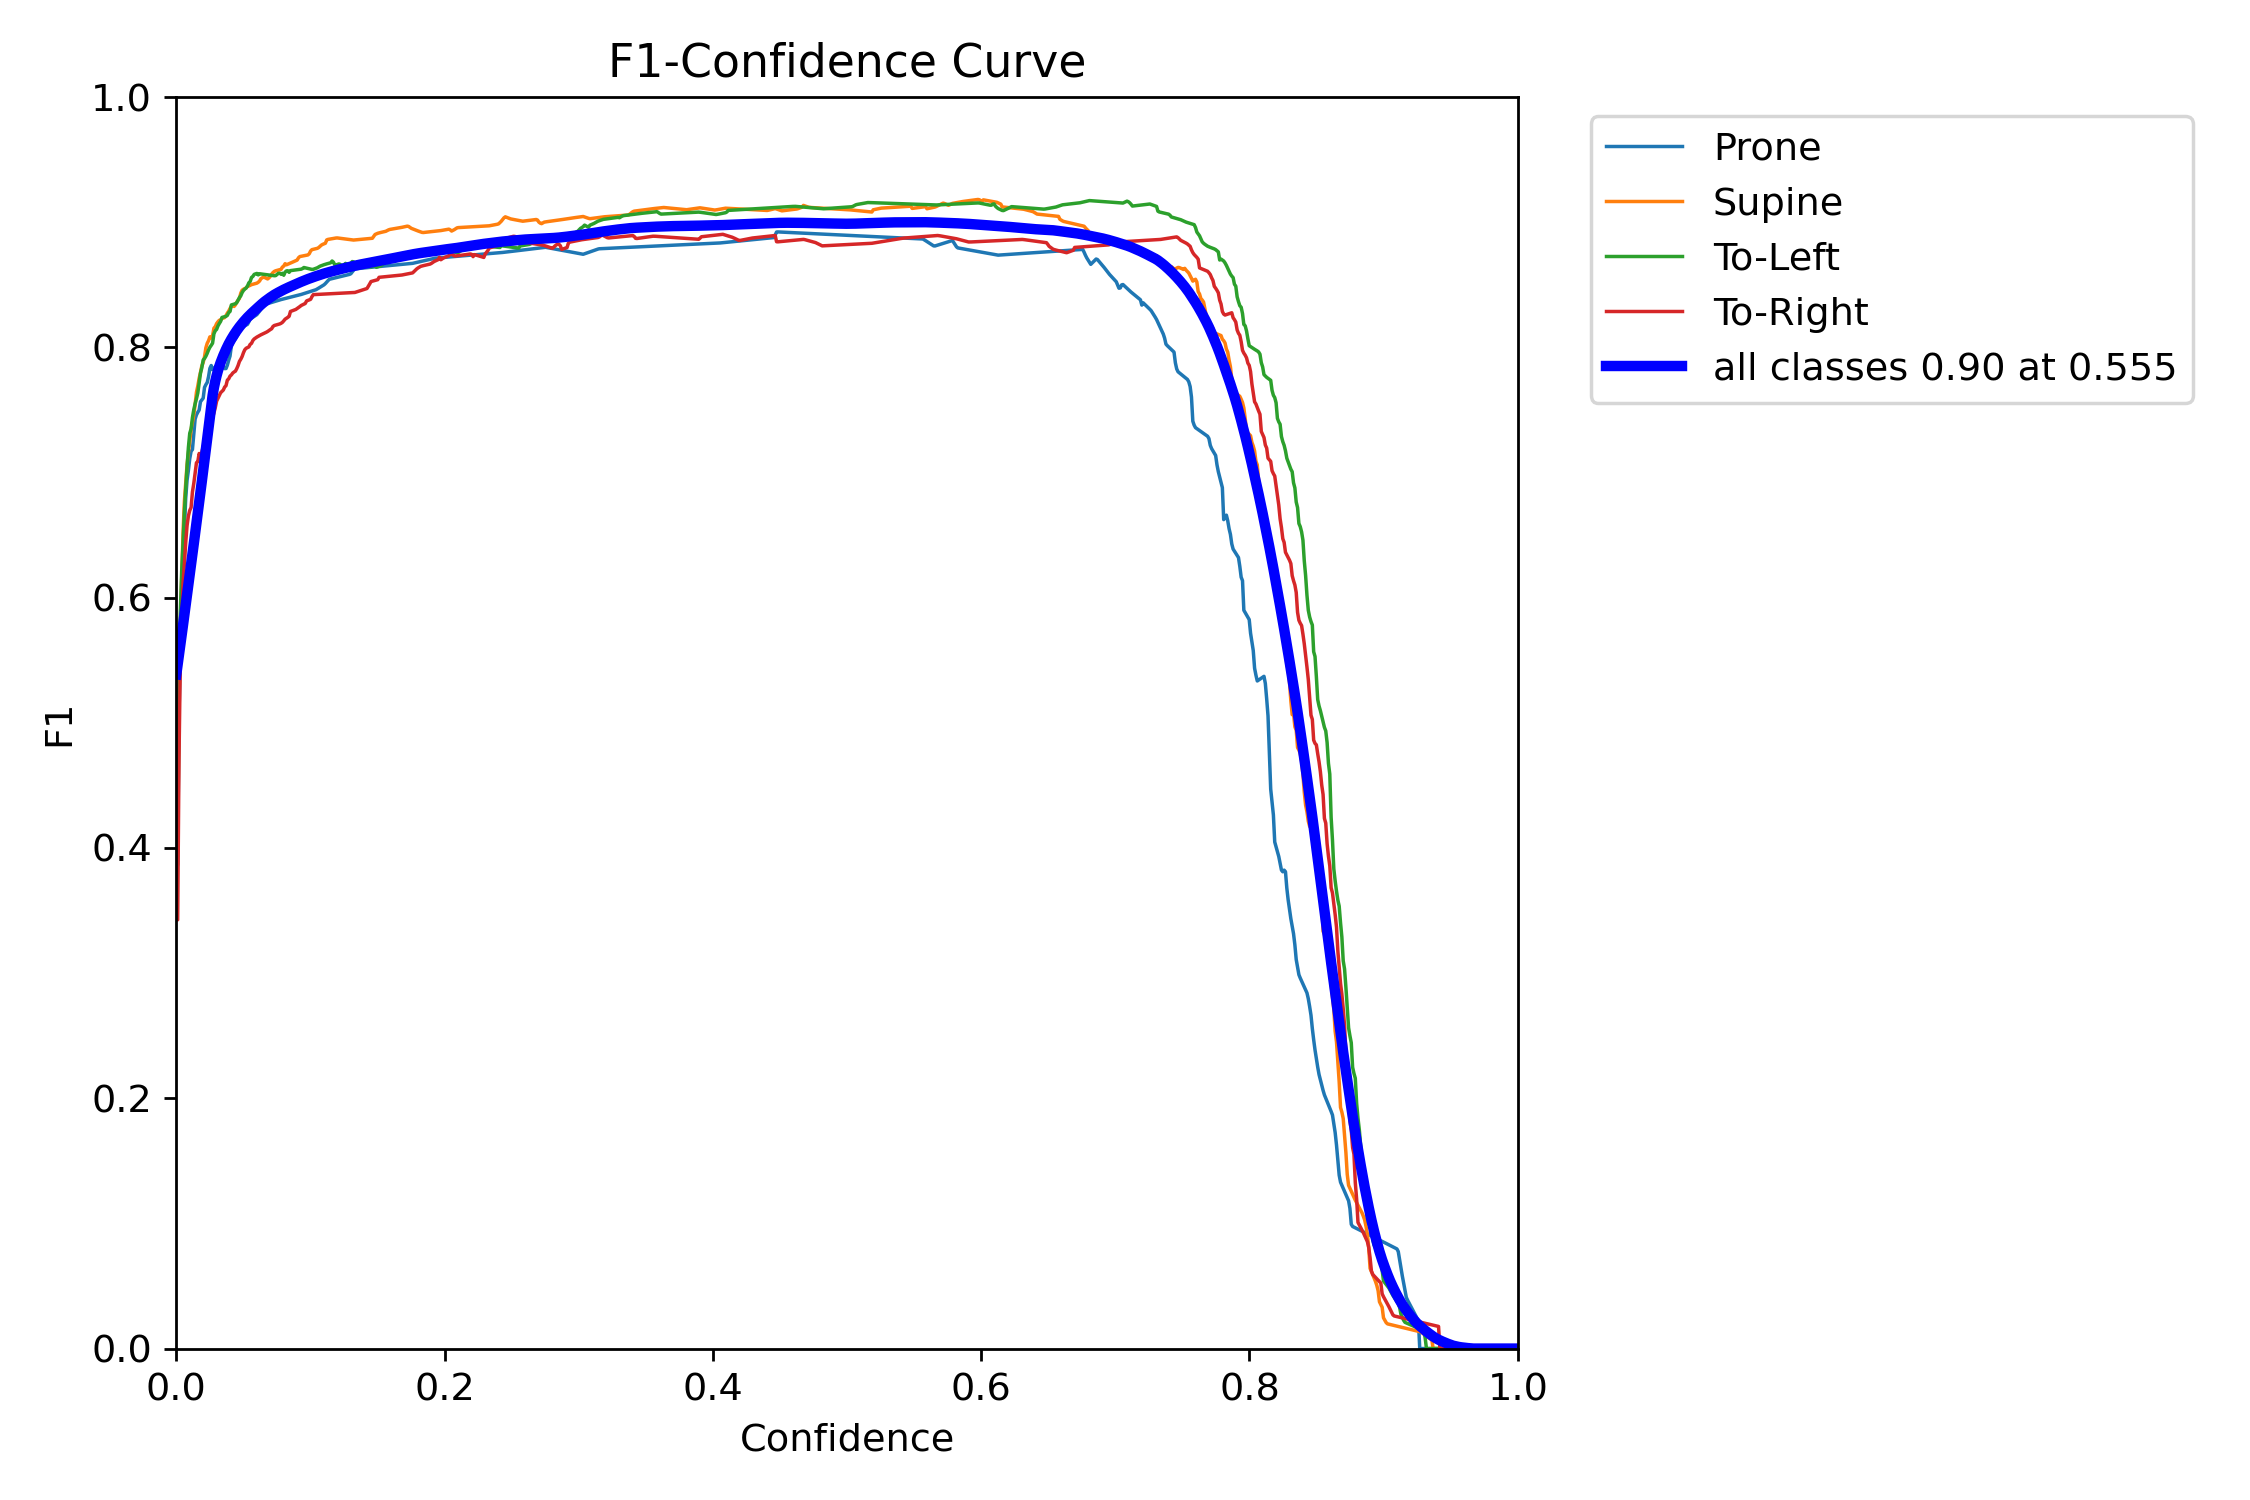 F1-Confidence Curve
1.0
0.8
0.6
0.4
0.2
0.0
F1
0.0 0.2 0.4 0.6 0.8 1.0
Confidence
Prone
Supine
To-Left
To-Right
all classes 0.90 at 0.555